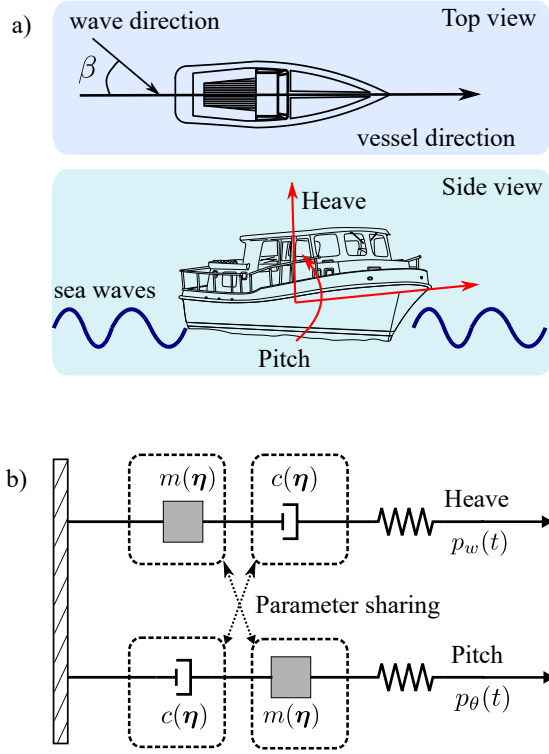 a)
wave direction
Top view
β
vessel direction
Side view
Heave
sea waves
Pitch
b)
m(η)
c(η)
Heave
p_w(t)
Parameter sharing
Pitch
c(η)
m(η)
p_θ(t)